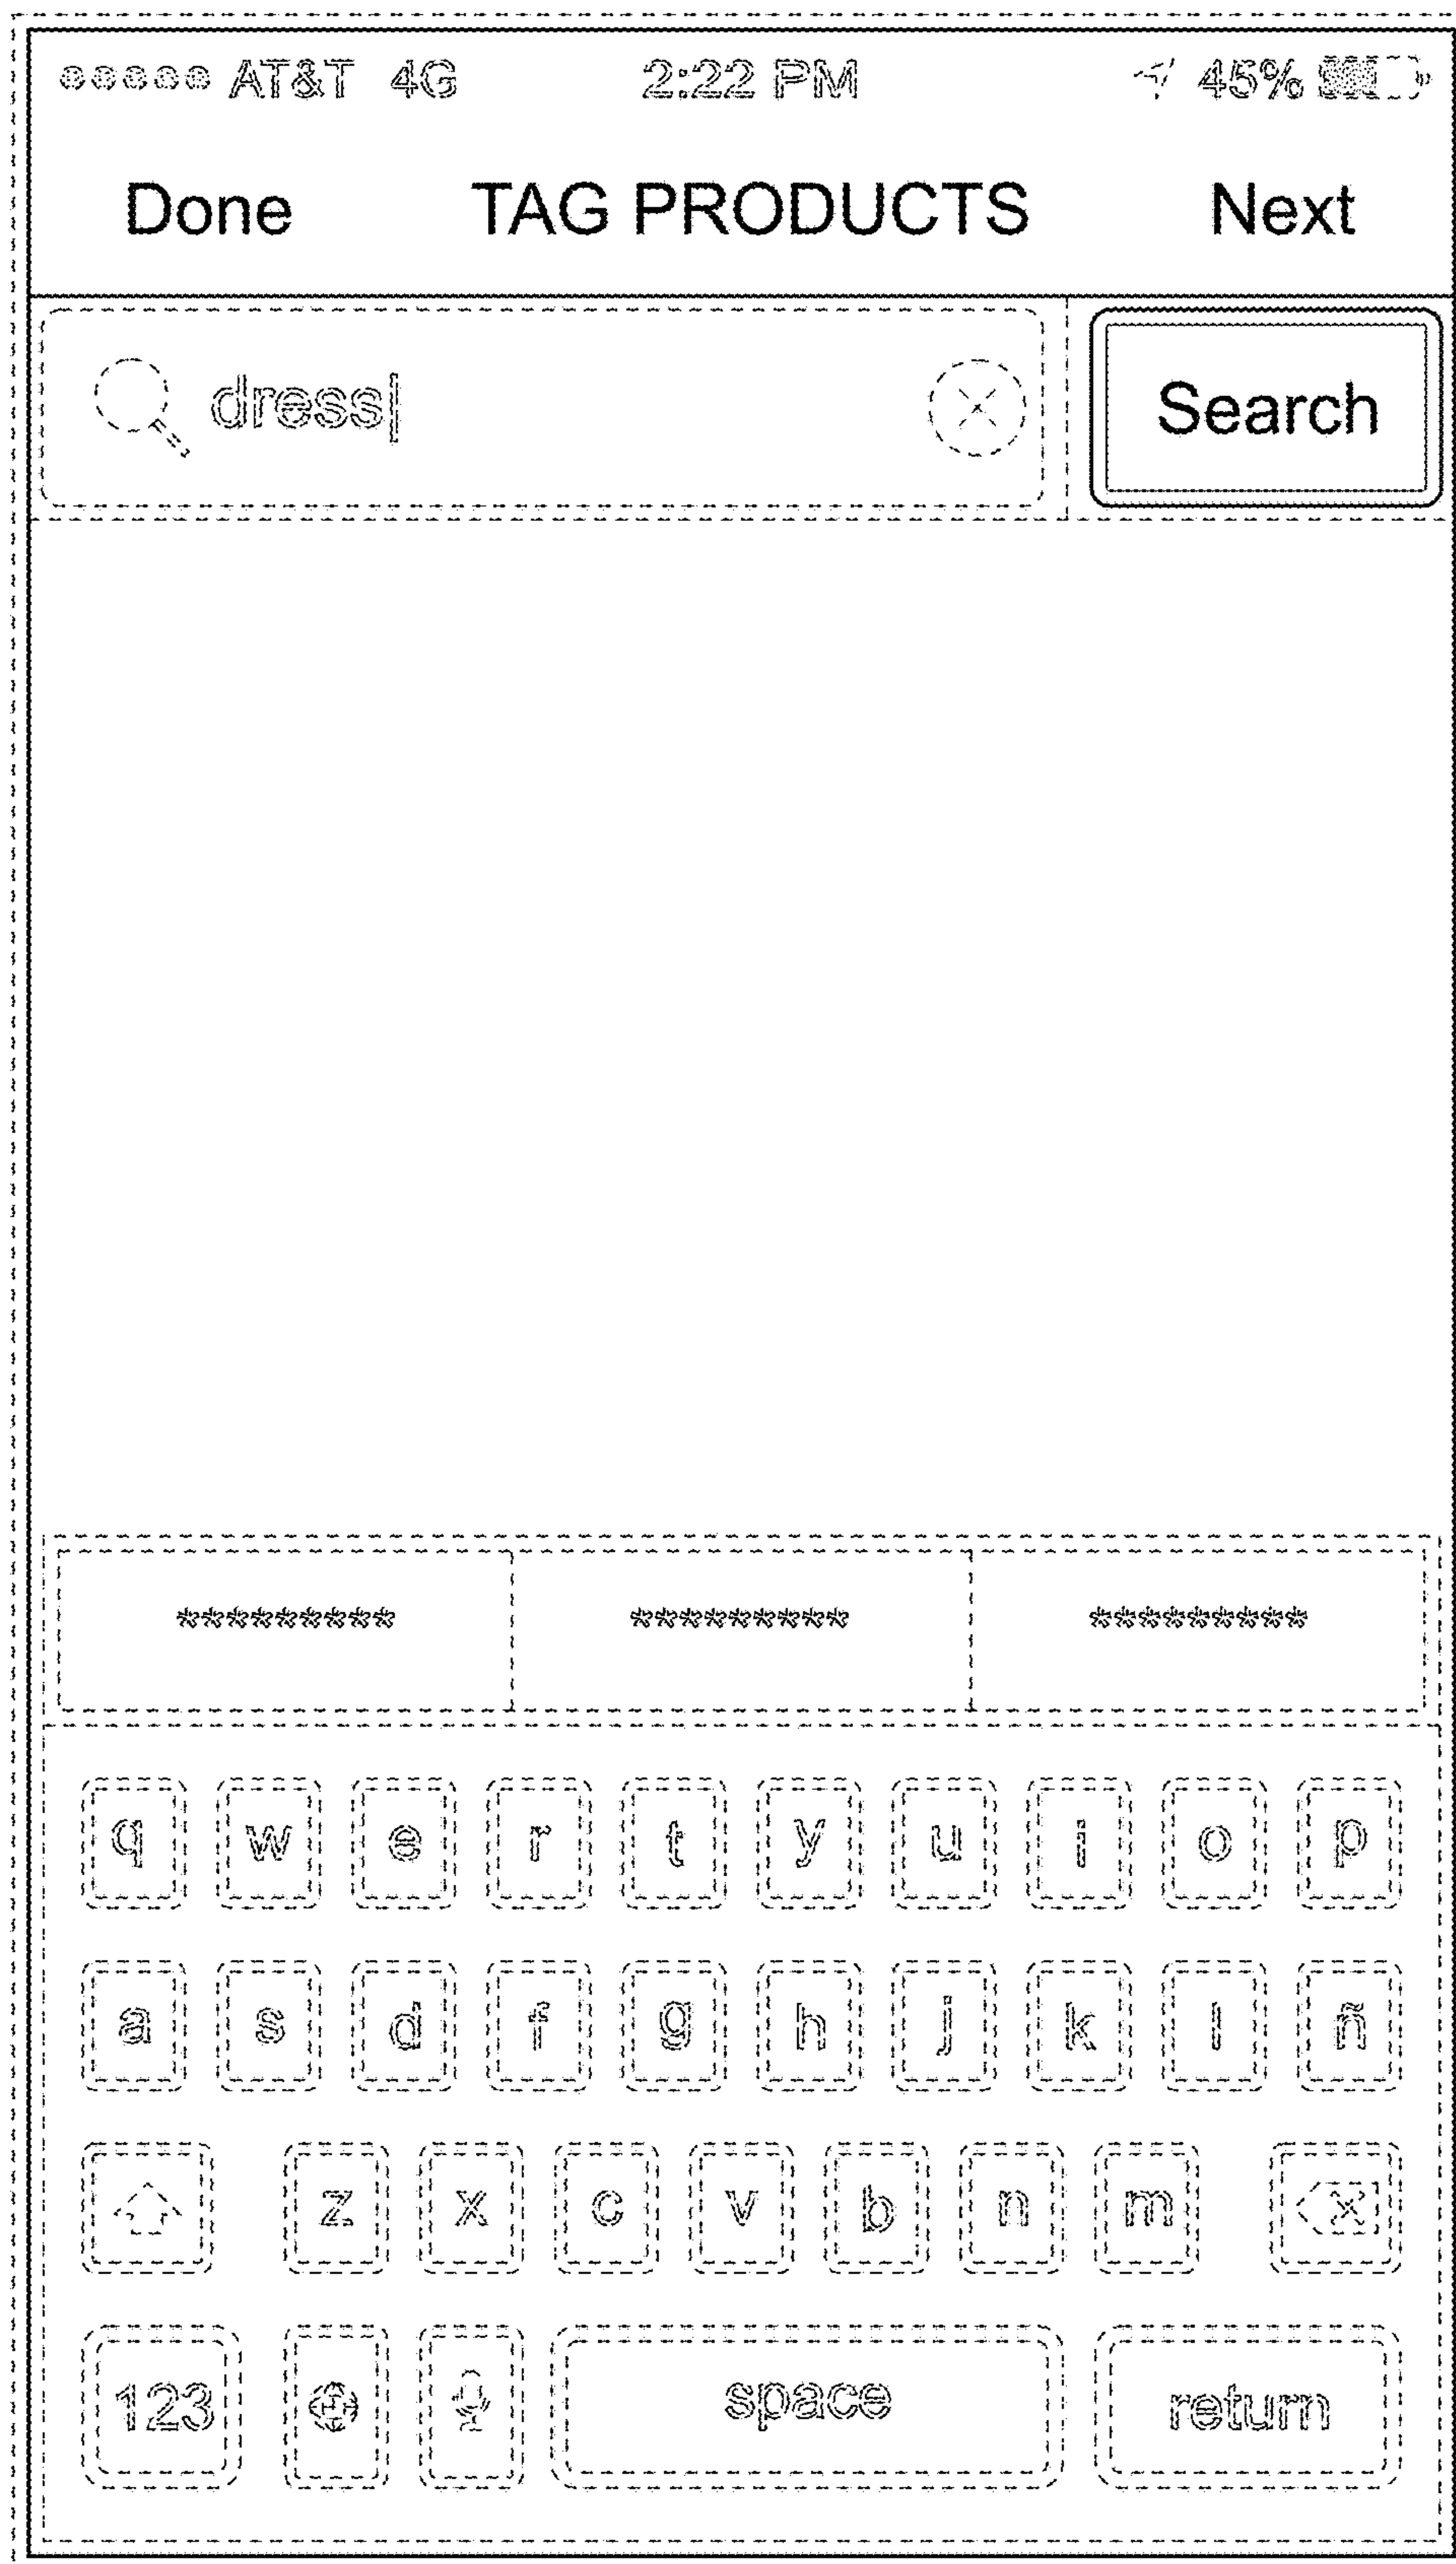 AT&T 4G 2:22 PM 45%
Done TAG PRODUCTS Next
dress Search
********* ********* *********
q w e r t y u i o p
a s d f g h j k l ñ
z x c v b n m
123 space return